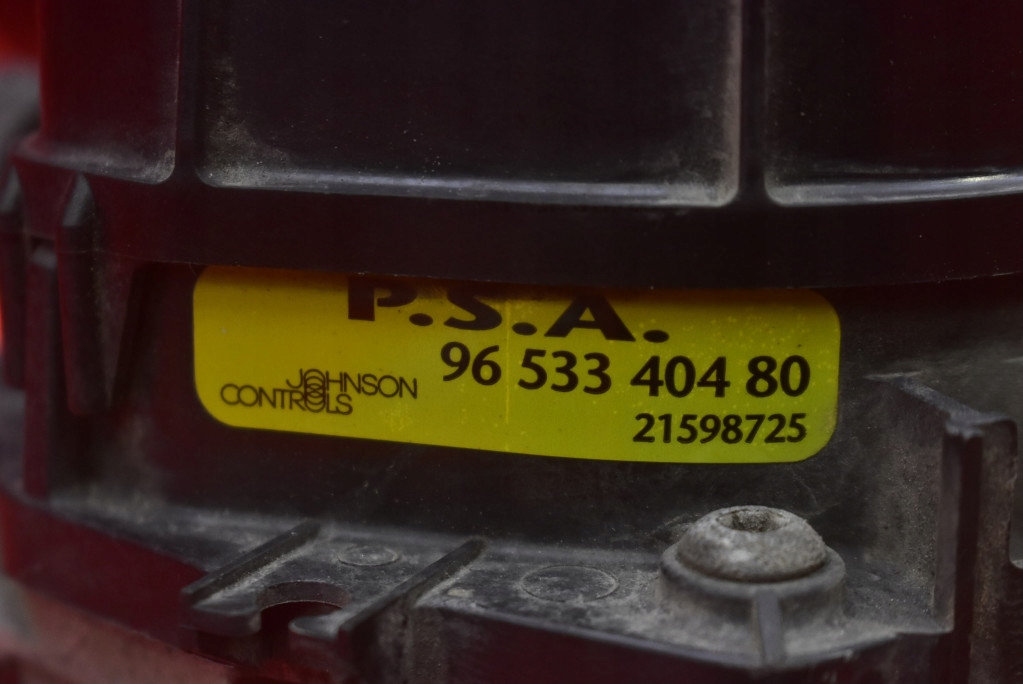 P.S.A.
96 533 404 80
JOHNSON
CONTROLS
21598725